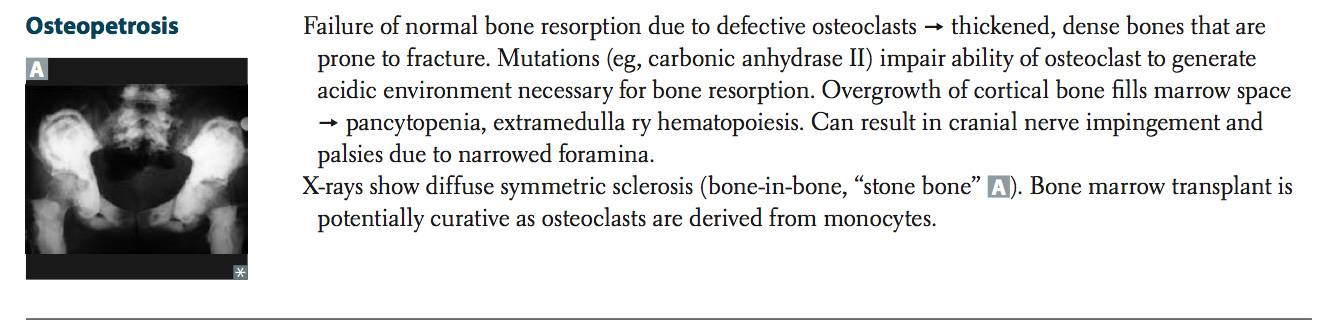 Osteopetrosis
A
Failure of normal bone resorption due to defective osteoclasts → thickened, dense bones that are
prone to fracture. Mutations (eg, carbonic anhydrase II) impair ability of osteoclast to generate
acidic environment necessary for bone resorption. Overgrowth of cortical bone fills marrow space
→ pancytopenia, extramedulla ry hematopoiesis. Can result in cranial nerve impingement and
palsies due to narrowed foramina.
X-rays show diffuse symmetric sclerosis (bone-in-bone, “stone bone” A). Bone marrow transplant is
potentially curative as osteoclasts are derived from monocytes.